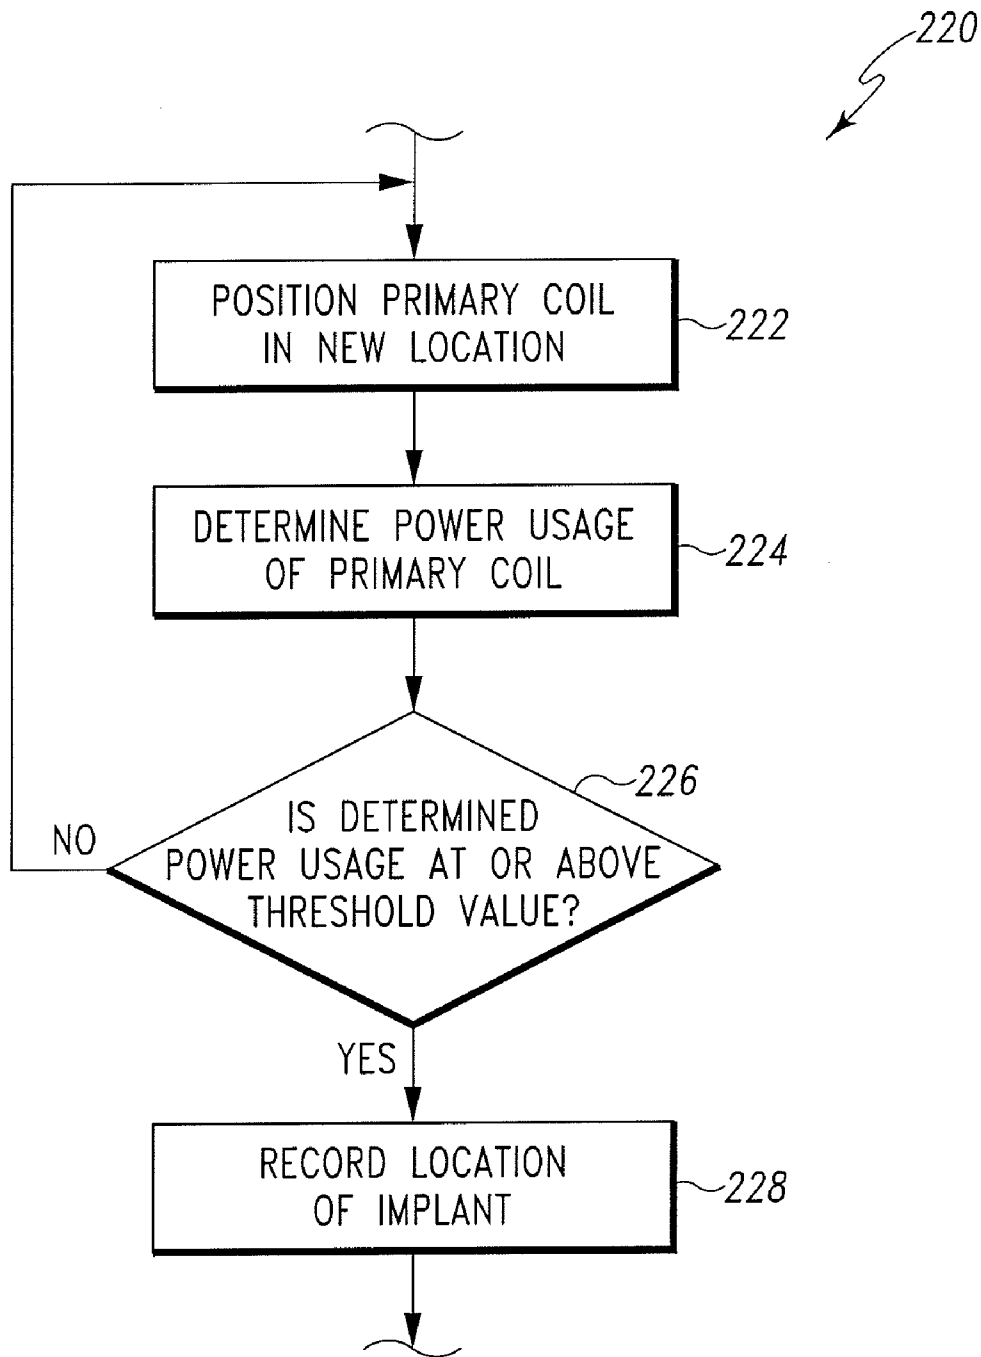 220
POSITION PRIMARY COIL
IN NEW LOCATION
222
DETERMINE POWER USAGE
OF PRIMARY COIL
224
226
IS DETERMINED
POWER USAGE AT OR ABOVE
THRESHOLD VALUE?
NO
YES
RECORD LOCATION
OF IMPLANT
228